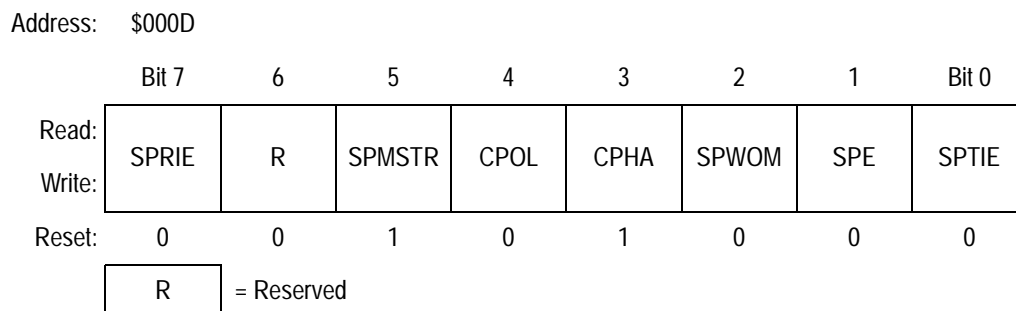 Address: $000D
Bit 7 6 5 4 3 2 1 Bit 0
Read:
SPRIE R SPMSTR CPOL CPHA SPWOM SPE SPTIE
Write:
Reset: 0 0 1 0 1 0 0 0
R = Reserved